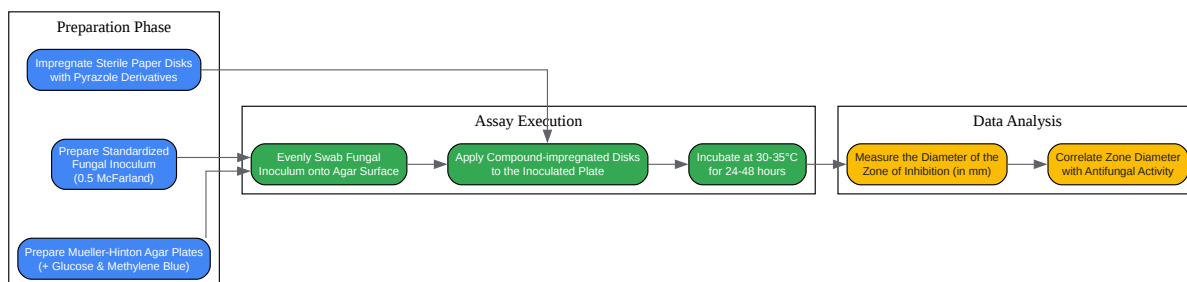 Preparation Phase
Impregnate Sterile Paper Disks
with Pyrazole Derivatives
Prepare Standardized
Fungal Inoculum
(0.5 McFarland)
Prepare Mueller-Hinton Agar Plates
(+ Glucose & Methylene Blue)
Assay Execution
Evenly Swab Fungal
Inoculum onto Agar Surface
Apply Compound-impregnated Disks
to the Inoculated Plate
Incubate at 30-35°C
for 24-48 hours
Data Analysis
Measure the Diameter of the
Zone of Inhibition (in mm)
Correlate Zone Diameter
with Antifungal Activity